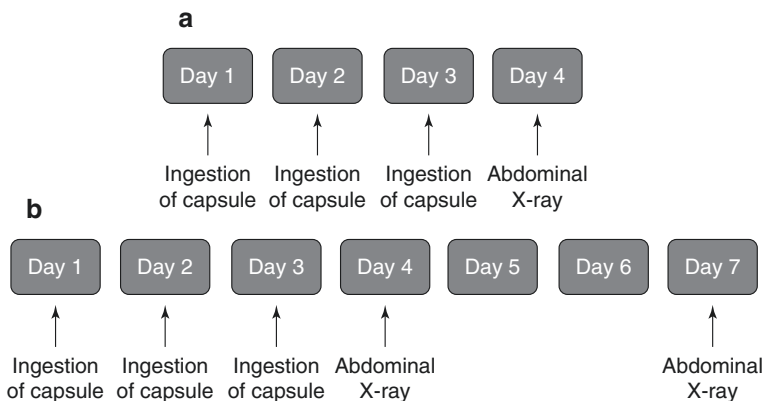 a
Day 1 Day 2 Day 3 Day 4
Ingestion Ingestion Ingestion Abdominal
of capsule of capsule of capsule X-ray
b
Day 1 Day 2 Day 3 Day 4 Day 5 Day 6 Day 7
Ingestion Ingestion Ingestion Abdominal Abdominal
of capsule of capsule of capsule X-ray X-ray